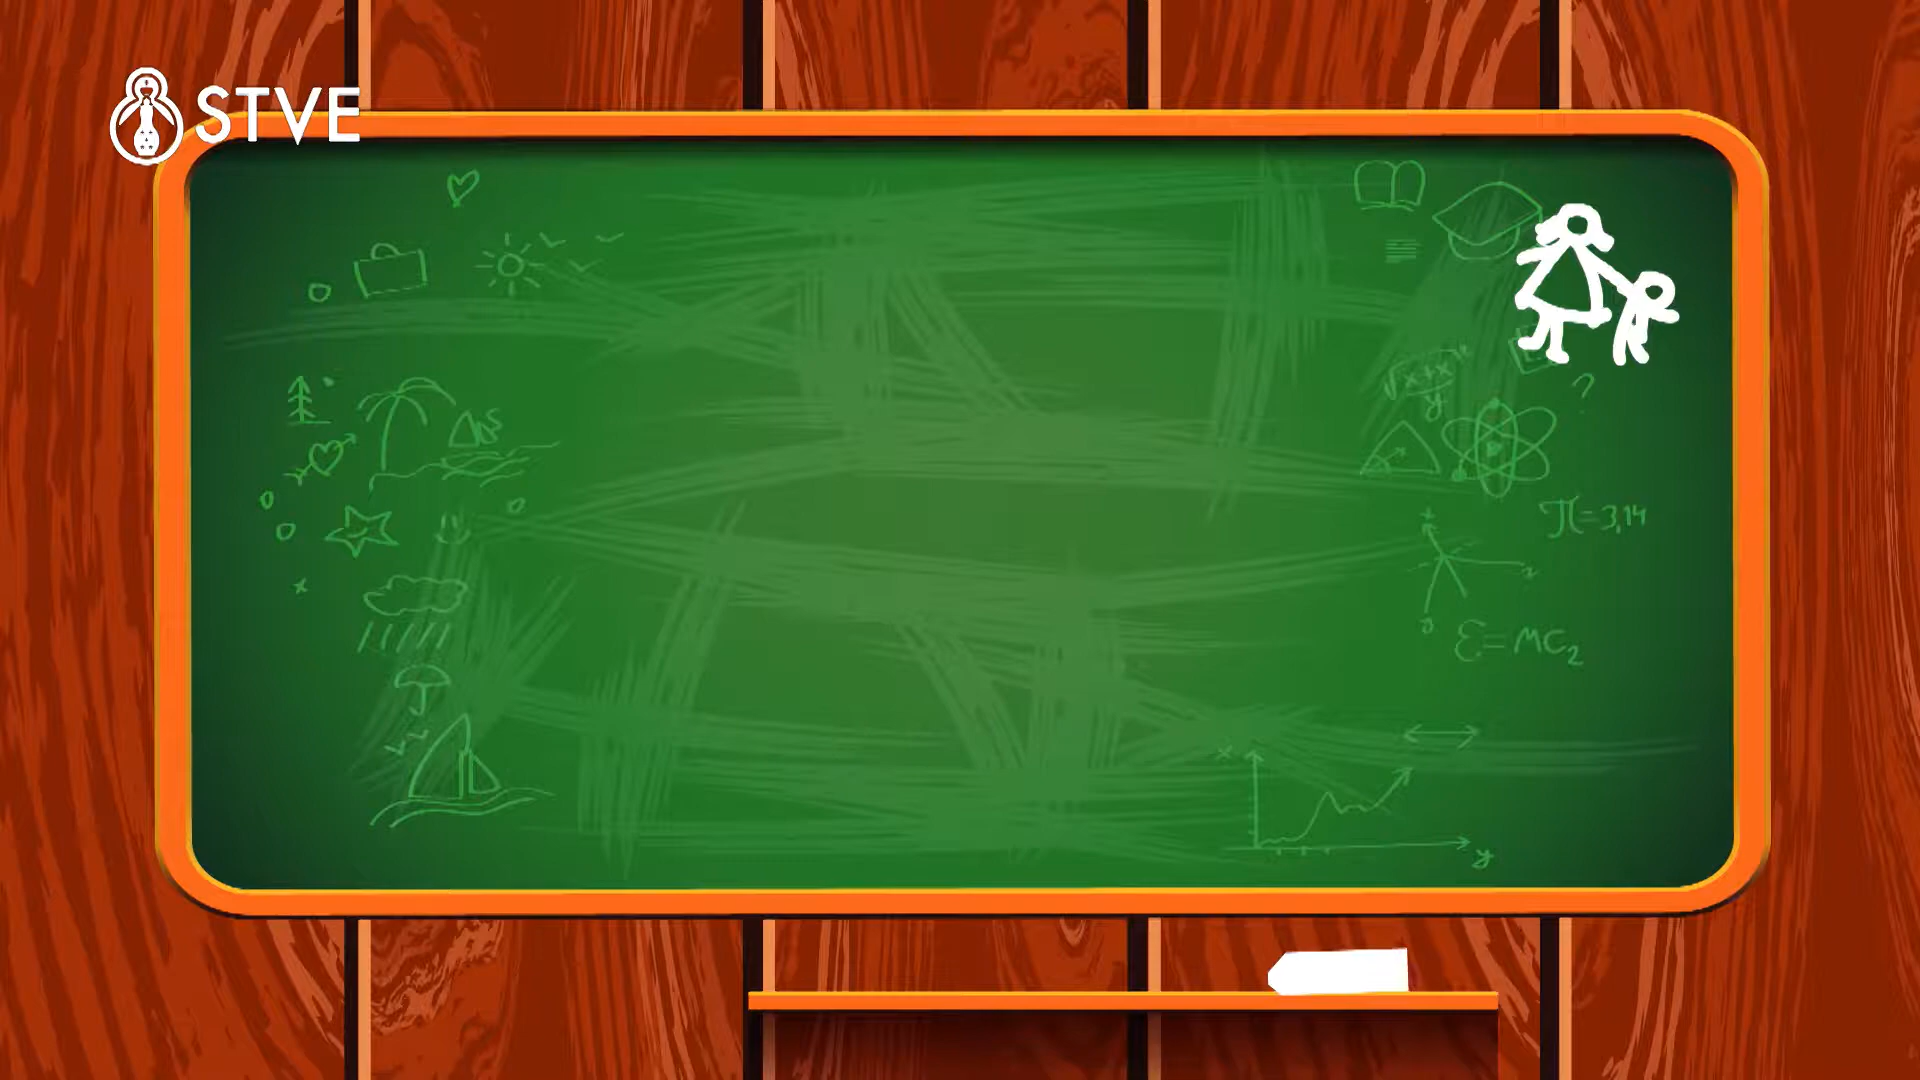 STVE
√x+x
y
π=3,14
E=MC2
x
y